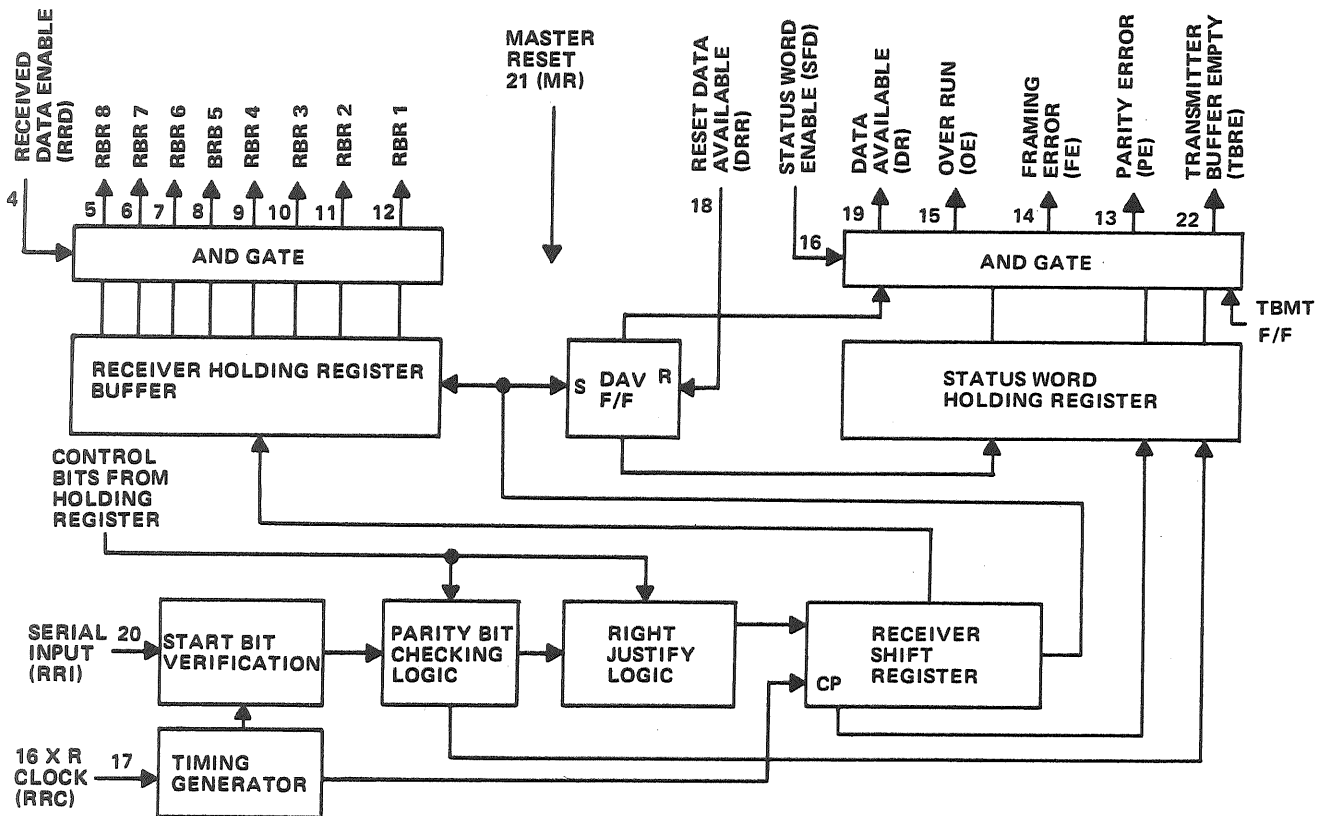 RECEIVED
DATA ENABLE
(RRD)
4
RBR 8
RBR 7
RBR 6
BRB 5
RBR 4
RBR 3
RBR 2
RBR 1
5
6
7
8
9
10
11
12
AND GATE
MASTER
RESET
21 (MR)
RESET DATA
AVAILABLE
(DRR)
18
STATUS WORD
ENABLE (SFD)
16
DATA
AVAILABLE
(DR)
OVER RUN
(OE)
FRAMING
ERROR
(FE)
PARITY ERROR
(PE)
TRANSMITTER
BUFFER EMPTY
(TBRE)
19
15
14
13
22
AND GATE
TBMT
F/F
RECEIVER HOLDING REGISTER
BUFFER
S
DAV
F/F
R
STATUS WORD
HOLDING REGISTER
CONTROL
BITS FROM
HOLDING
REGISTER
SERIAL
INPUT
(RRI)
20
START BIT
VERIFICATION
PARITY BIT
CHECKING
LOGIC
RIGHT
JUSTIFY
LOGIC
RECEIVER
SHIFT
REGISTER
CP
16 X R
CLOCK
(RRC)
17
TIMING
GENERATOR